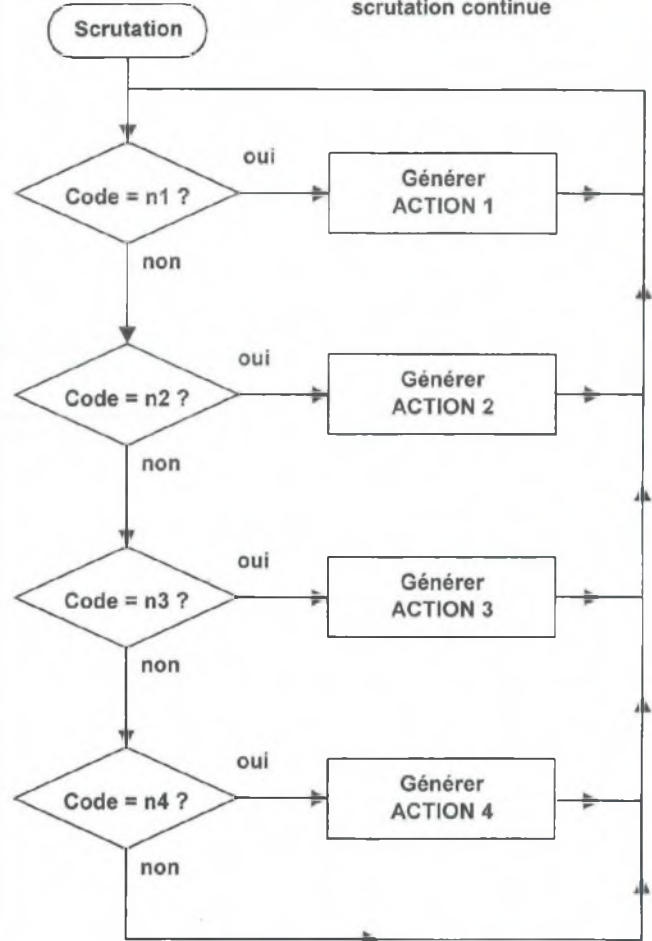 scrutation continue
Scrutation
Code = n1 ?
oui
Générer
ACTION 1
non
Code = n2 ?
oui
Générer
ACTION 2
non
Code = n3 ?
oui
Générer
ACTION 3
non
Code = n4 ?
oui
Générer
ACTION 4
non